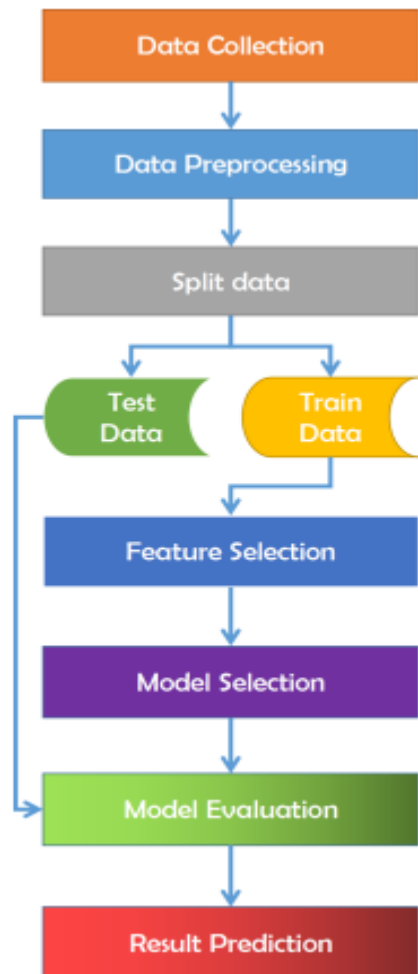 Data Collection
Data Preprocessing
Split data
Test
Data
Train
Data
Feature Selection
Model Selection
Model Evaluation
Result Prediction